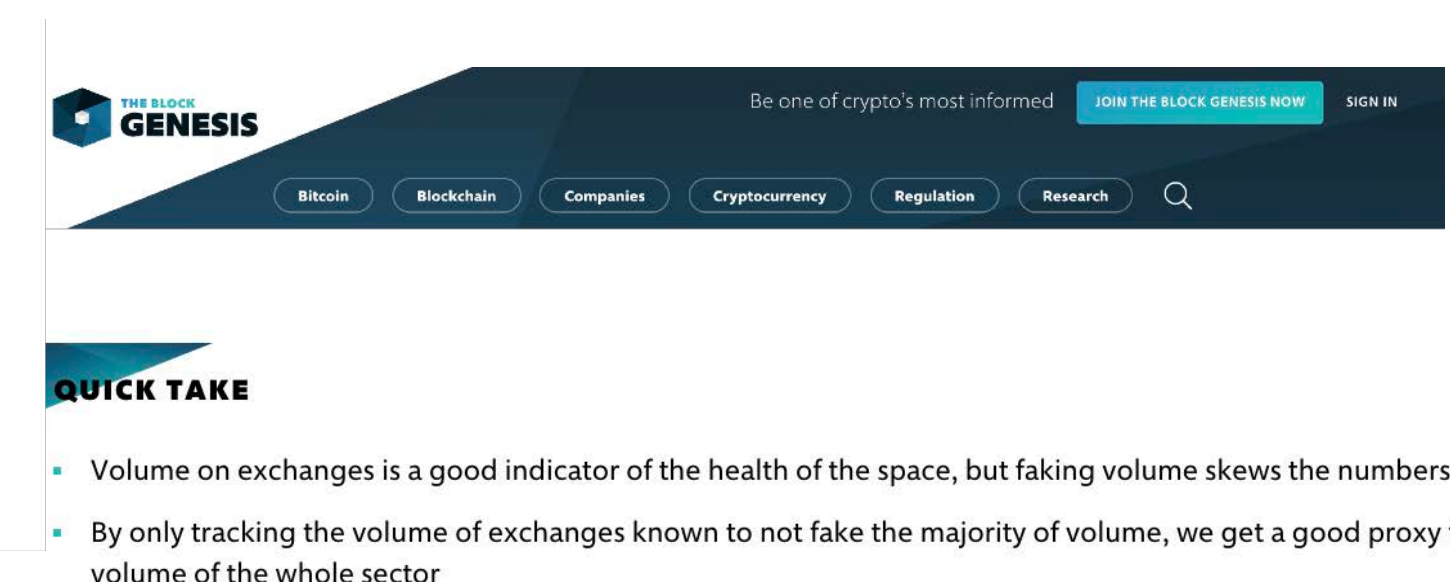 THE BLOCK
GENESIS
Be one of crypto's most informed
JOIN THE BLOCK GENESIS NOW
SIGN IN
Bitcoin
Blockchain
Companies
Cryptocurrency
Regulation
Research
QUICK TAKE
▪ Volume on exchanges is a good indicator of the health of the space, but faking volume skews the numbers
▪ By only tracking the volume of exchanges known to not fake the majority of volume, we get a good proxy
volume of the whole sector